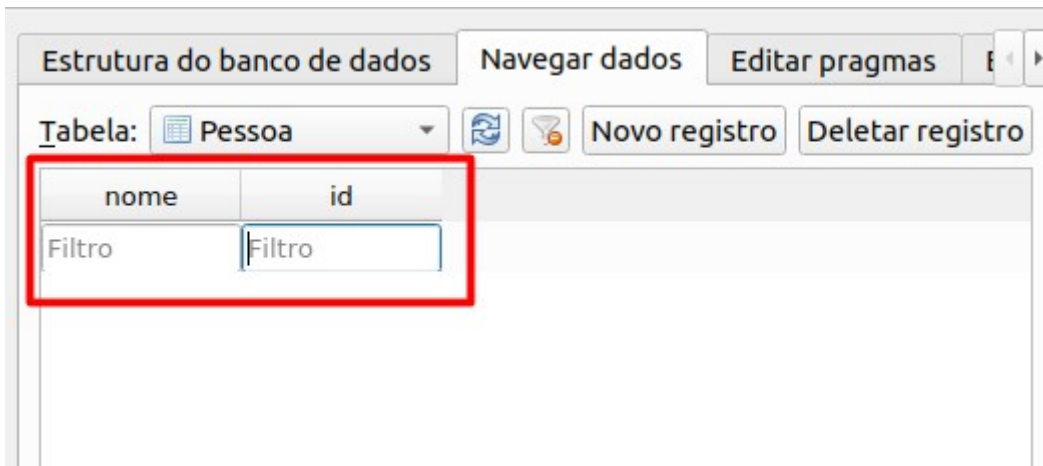 Estrutura do banco de dados Navegar dados Editar pragmas
Tabela: Pessoa Novo registro Deletar registro
nome id
Filtro Filtro